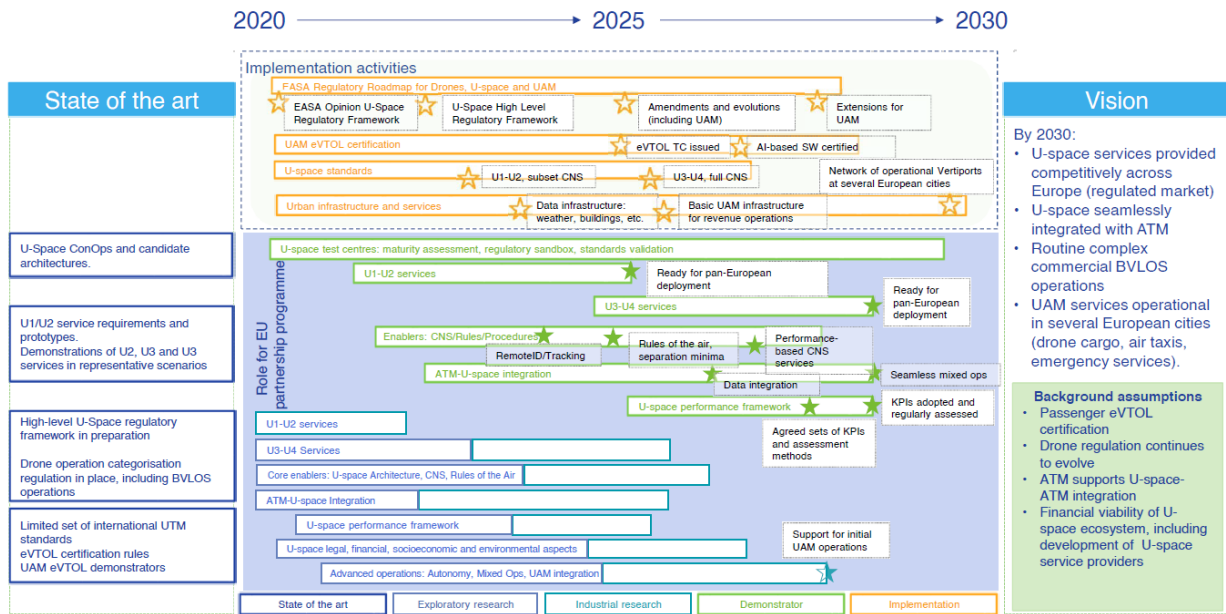 2020
2025
2030
State of the art
U-Space ConOps and candidate
architectures.
U1/U2 service requirements and
prototypes.
Demonstrations of U2, U3 and U3
services in representative scenarios
High-level U-Space regulatory
framework in preparation
Drone operation categorisation
regulation in place, including BVLOS
operations
Limited set of international UTM
standards
eVTOL certification rules
UAM eVTOL demonstrators
Implementation activities
EASA Regulatory Roadmap for Drones, U-space and UAM
EASA Opinion U-Space
Regulatory Framework
U-Space High Level
Regulatory Framework
Amendments and evolutions
(including UAM)
Extensions for
UAM
UAM eVTOL certification
eVTOL TC issued
AI-based SW certified
U-space standards
U1-U2, subset CNS
U3-U4, full CNS
Network of operational Vertiports
at several European cities
Urban infrastructure and services
Data infrastructure:
weather, buildings, etc.
Basic UAM infrastructure
for revenue operations
Role for EU
partnership programme
U-space test centres: maturity assessment, regulatory sandbox, standards validation
U1-U2 services
Ready for pan-European
deployment
U3-U4 services
Ready for
pan-European
deployment
Enablers: CNS/Rules/Procedures
RemoteID/Tracking
Rules of the air,
separation minima
Performance-
based CNS
services
ATM-U-space integration
Data integration
Seamless mixed ops
U-space performance framework
Agreed sets of KPIs
and assessment
methods
KPIs adopted and
regularly assessed
U1-U2 services
U3-U4 Services
Core enablers: U-space Architecture, CNS, Rules of the Air
ATM-U-space Integration
U-space performance framework
U-space legal, financial, socioeconomic and environmental aspects
Advanced operations: Autonomy, Mixed Ops, UAM integration
Support for initial
UAM operations
State of the art
Exploratory research
Industrial research
Demonstrator
Implementation
Vision
By 2030:
• U-space services provided
competitively across
Europe (regulated market)
• U-space seamlessly
integrated with ATM
• Routine complex
commercial BVLOS
operations
• UAM services operational
in several European cities
(drone cargo, air taxis,
emergency services).
Background assumptions
• Passenger eVTOL
certification
• Drone regulation continues
to evolve
• ATM supports U-space-
ATM integration
• Financial viability of U-
space ecosystem, including
development of U-space
service providers